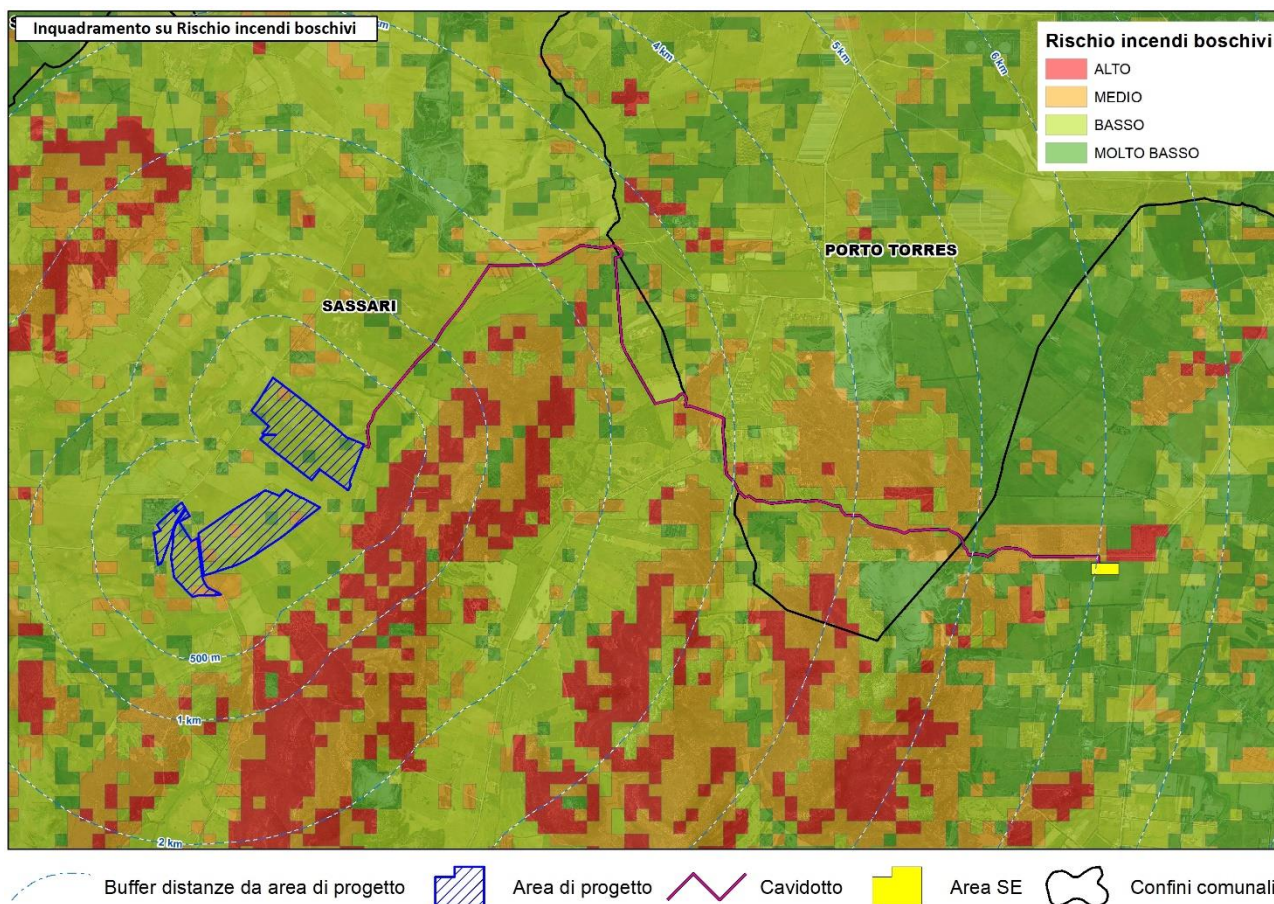 Inquadramento su Rischio incendi boschivi
km
4 km
5 km
6 km
Rischio incendi boschivi
ALTO
MEDIO
BASSO
MOLTO BASSO
PORTO TORRES
SASSARI
500 m
1 km
2 km
Buffer distanze da area di progetto
Area di progetto
Cavidotto
Area SE
Confini comunali